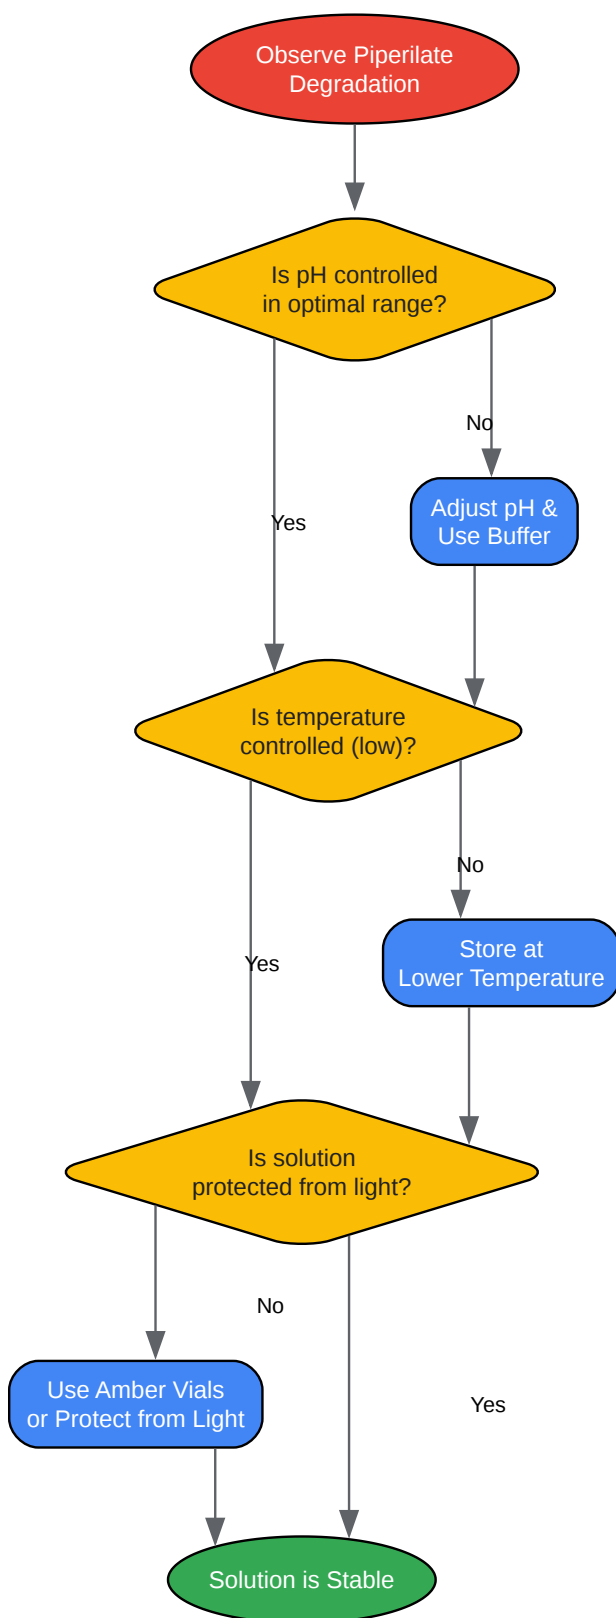 Observe Piperilate
Degradation
Is pH controlled
in optimal range?
No
Adjust pH &
Use Buffer
Yes
Is temperature
controlled (low)?
No
Store at
Lower Temperature
Yes
Is solution
protected from light?
No
Use Amber Vials
or Protect from Light
Yes
Solution is Stable